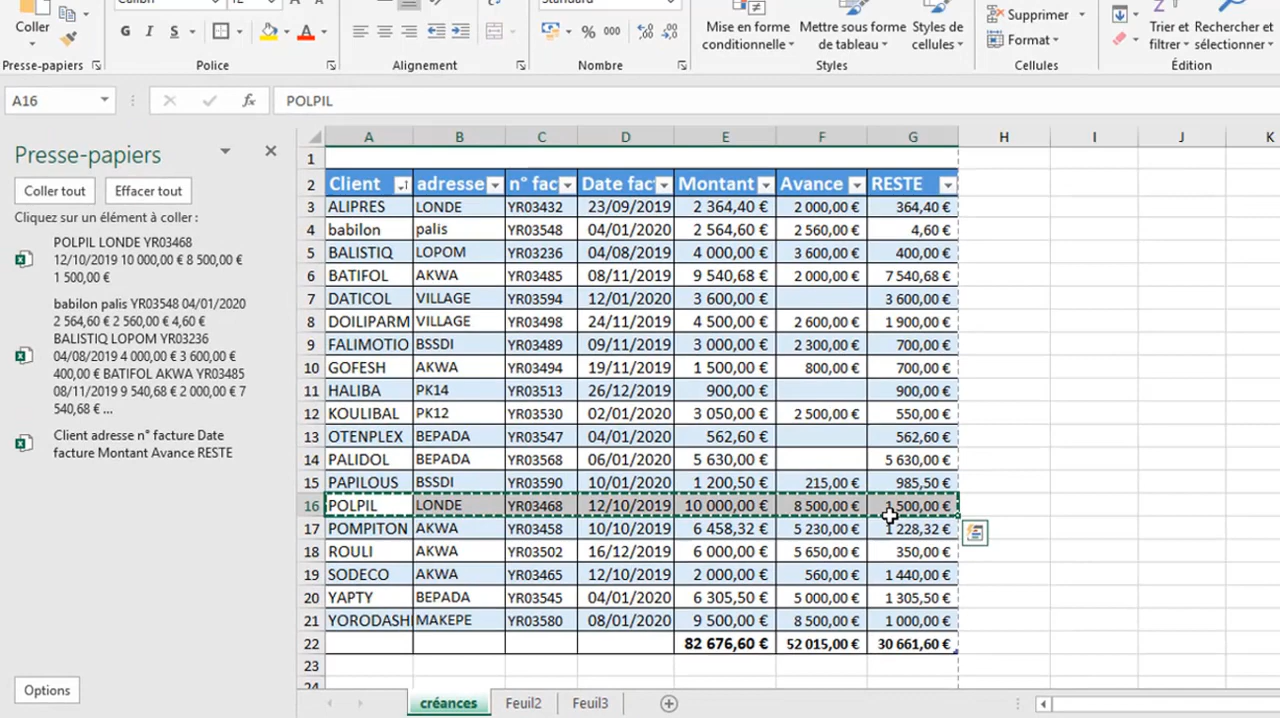 Calibri 12 Standard
Coller
G I S
% 000
Mise en forme conditionnelle
Mettre sous forme de tableau
Styles de cellules
Supprimer
Format
Trier et filtrer
Rechercher et sélectionner
Presse-papiers Police Alignement Nombre Styles Cellules Édition
A16 fx POLPIL
Presse-papiers
Coller tout Effacer tout
Cliquez sur un élément à coller :
POLPIL LONDE YR03468
12/10/2019 10 000,00 € 8 500,00 €
1 500,00 €
babilon palis YR03548 04/01/2020
2 564,60 € 2 560,00 € 4,60 €
BALISTIQ LOPOM YR03236
04/08/2019 4 000,00 € 3 600,00 €
400,00 € BATIFOL AKWA YR03485
08/11/2019 9 540,68 € 2 000,00 € 7
540,68 € ...
Client adresse n° facture Date
facture Montant Avance RESTE
Options
A B C D E F G H I J K
1
2 Client adresse n° fac Date fac Montant Avance RESTE
3 ALIPRES LONDE YR03432 23/09/2019 2 364,40 € 2 000,00 € 364,40 €
4 babilon palis YR03548 04/01/2020 2 564,60 € 2 560,00 € 4,60 €
5 BALISTIQ LOPOM YR03236 04/08/2019 4 000,00 € 3 600,00 € 400,00 €
6 BATIFOL AKWA YR03485 08/11/2019 9 540,68 € 2 000,00 € 7 540,68 €
7 DATICOL VILLAGE YR03594 12/01/2020 3 600,00 € 3 600,00 €
8 DOILIPARM VILLAGE YR03498 24/11/2019 4 500,00 € 2 600,00 € 1 900,00 €
9 FALIMOTIO BSSDI YR03489 09/11/2019 3 000,00 € 2 300,00 € 700,00 €
10 GOFESH AKWA YR03494 19/11/2019 1 500,00 € 800,00 € 700,00 €
11 HALIBA PK14 YR03513 26/12/2019 900,00 € 900,00 €
12 KOULIBAL PK12 YR03530 02/01/2020 3 050,00 € 2 500,00 € 550,00 €
13 OTENPLEX BEPADA YR03547 04/01/2020 562,60 € 562,60 €
14 PALIDOL BEPADA YR03568 06/01/2020 5 630,00 € 5 630,00 €
15 PAPILOUS BSSDI YR03590 10/01/2020 1 200,50 € 215,00 € 985,50 €
16 POLPIL LONDE YR03468 12/10/2019 10 000,00 € 8 500,00 € 1 500,00 €
17 POMPITON AKWA YR03458 10/10/2019 6 458,32 € 5 230,00 € 1 228,32 €
18 ROULI AKWA YR03502 16/12/2019 6 000,00 € 5 650,00 € 350,00 €
19 SODECO AKWA YR03465 12/10/2019 2 000,00 € 560,00 € 1 440,00 €
20 YAPTY BEPADA YR03545 04/01/2020 6 305,50 € 5 000,00 € 1 305,50 €
21 YORODASHI MAKEPE YR03580 08/01/2020 9 500,00 € 8 500,00 € 1 000,00 €
22 82 676,60 € 52 015,00 € 30 661,60 €
23
24
créances Feuil2 Feuil3